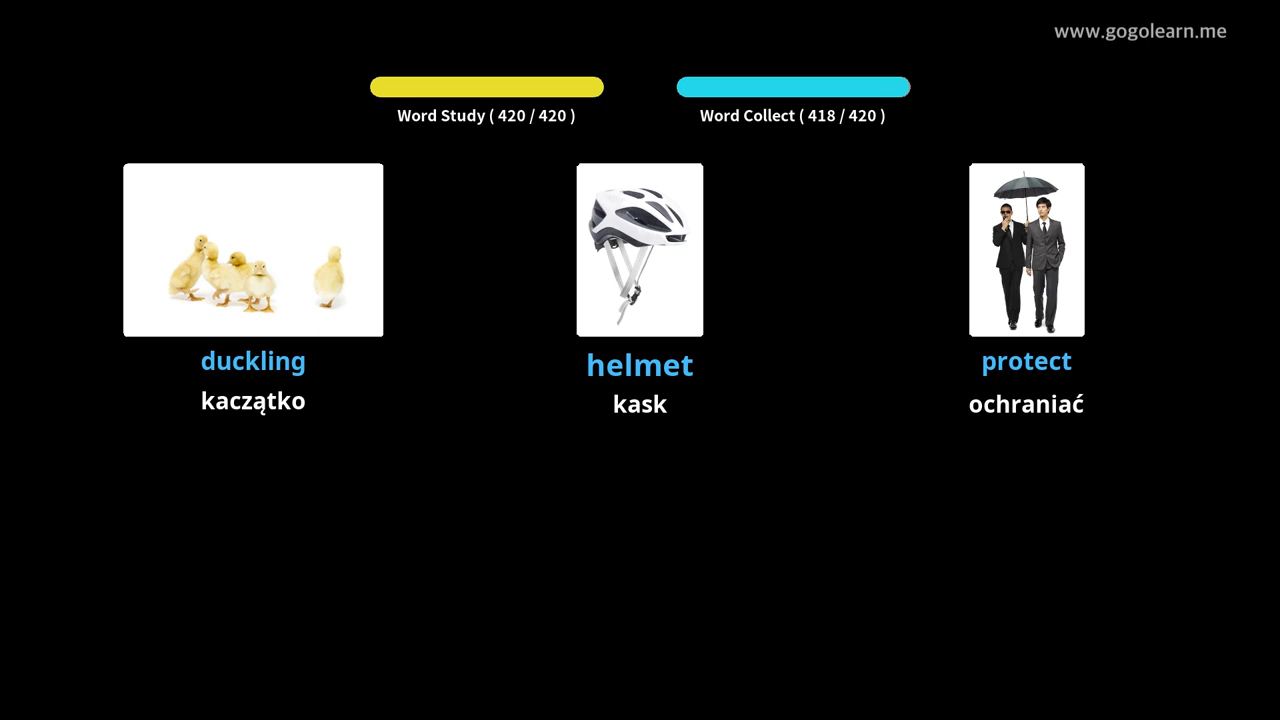 www.gogolearn.me
Word Study ( 420 / 420 )
Word Collect ( 418 / 420 )
duckling
helmet
protect
kaczątko
kask
ochraniać